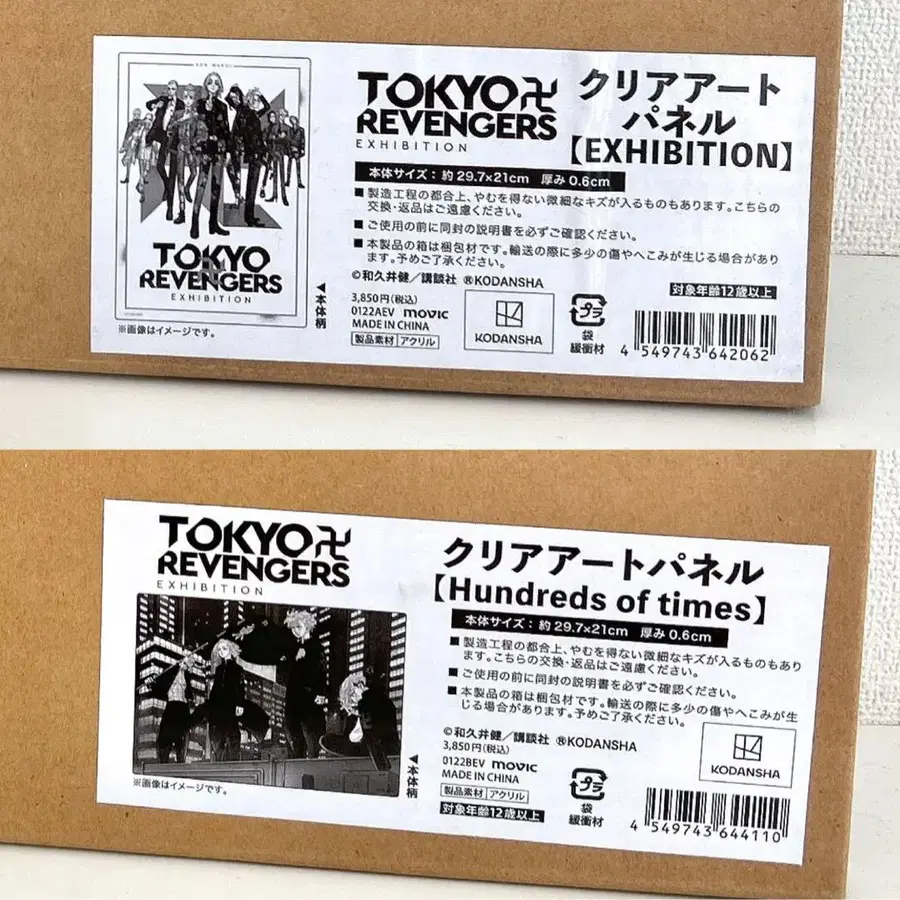 KEN WAKUI
TOKYO
REVENGERS
EXHIBITION
※画像はイメージです。
▲本体柄
TOKYO卍
REVENGERS
EXHIBITION
クリアアート
パネル
【EXHIBITION】
本体サイズ：約29.7×21cm 厚み0.6cm
■製造工程の都合上、やむを得ない微細なキズが入るものもあります。こちらの
交換・返品はご遠慮ください。
■ご使用の前に同封の説明書を必ずご確認ください。
■本製品の箱は梱包材です。輸送の際に多少の傷やへこみが生じる場合があり
ます。予めご了承ください。
©和久井健／講談社 ⓇKODANSHA
3,850円(税込)
0122AEV movic
MADE IN CHINA
製品素材 アクリル
KODANSHA
プラ
袋
緩衝材
対象年齢12歳以上
4 549743 642062
TOKYO卍
REVENGERS
EXHIBITION
※画像はイメージです。
▲本体柄
クリアアートパネル
【Hundreds of times】
本体サイズ：約29.7×21cm 厚み0.6cm
■製造工程の都合上、やむを得ない微細なキズが入るものもあり
ます。こちらの交換・返品はご遠慮ください。
■ご使用の前に同封の説明書を必ずご確認ください。
■本製品の箱は梱包材です。輸送の際に多少の傷やへこみが生
じる場合があります。予めご了承ください。
©和久井健／講談社 ⓇKODANSHA
3,850円(税込)
0122BEV movic
MADE IN CHINA
製品素材 アクリル
対象年齢12歳以上
プラ
袋
緩衝材
KODANSHA
4 549743 644110